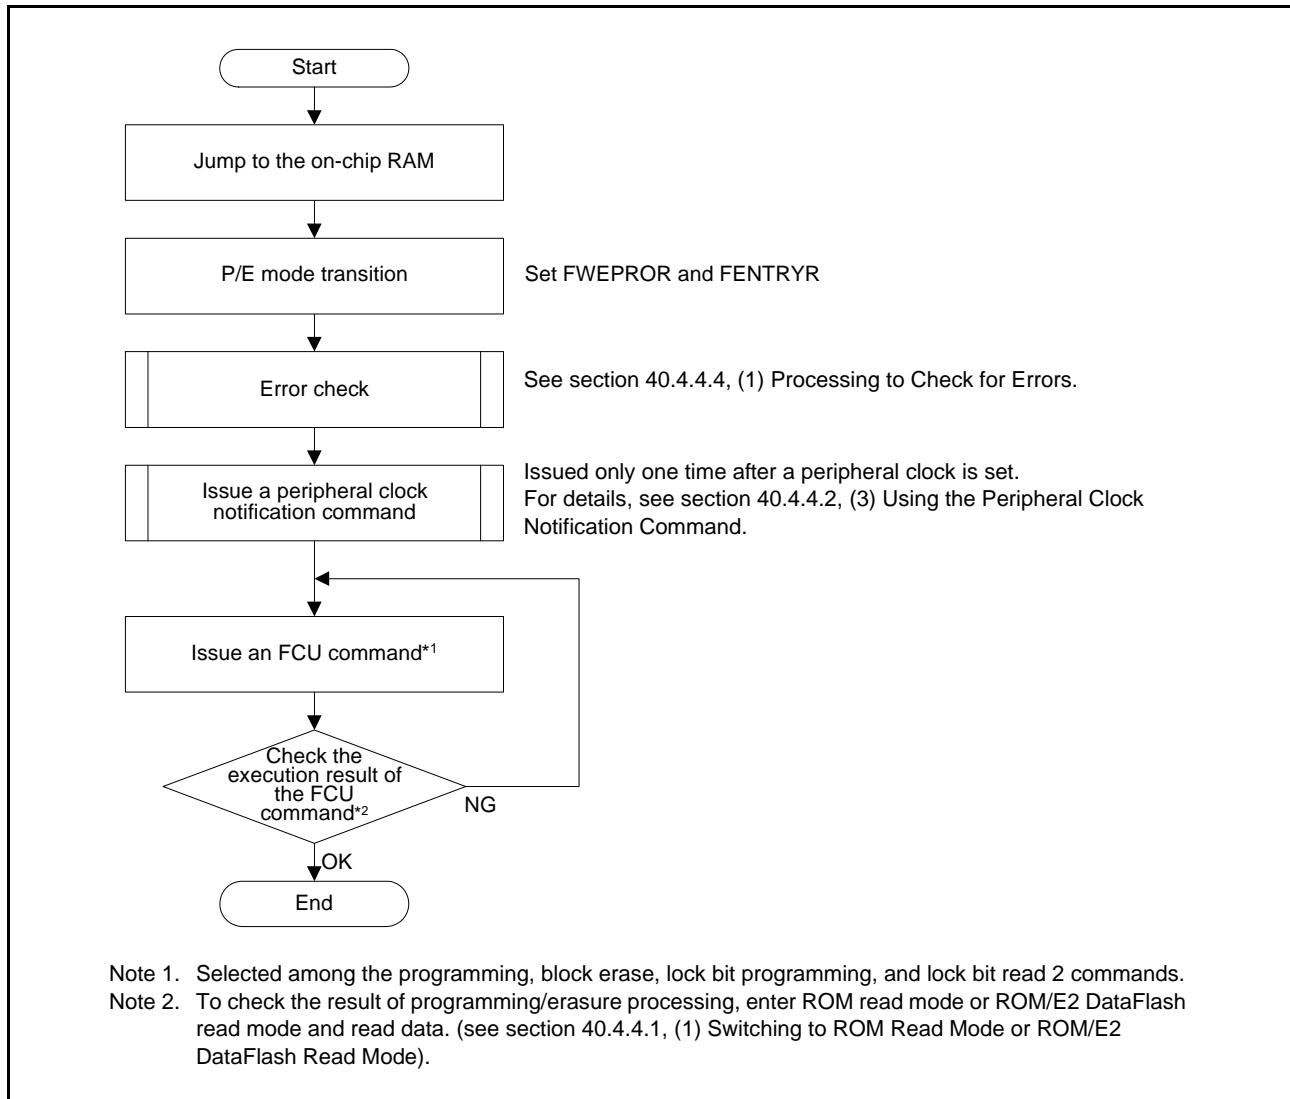 Start
Jump to the on-chip RAM
P/E mode transition
Set FWEPROR and FENTRYR
Error check
See section 40.4.4.4, (1) Processing to Check for Errors.
Issue a peripheral clock
notification command
Issued only one time after a peripheral clock is set.
For details, see section 40.4.4.2, (3) Using the Peripheral Clock
Notification Command.
Issue an FCU command*1
Check the
execution result of
the FCU
command*2
NG
OK
End
Note 1. Selected among the programming, block erase, lock bit programming, and lock bit read 2 commands.
Note 2. To check the result of programming/erasure processing, enter ROM read mode or ROM/E2 DataFlash
read mode and read data. (see section 40.4.4.1, (1) Switching to ROM Read Mode or ROM/E2
DataFlash Read Mode).